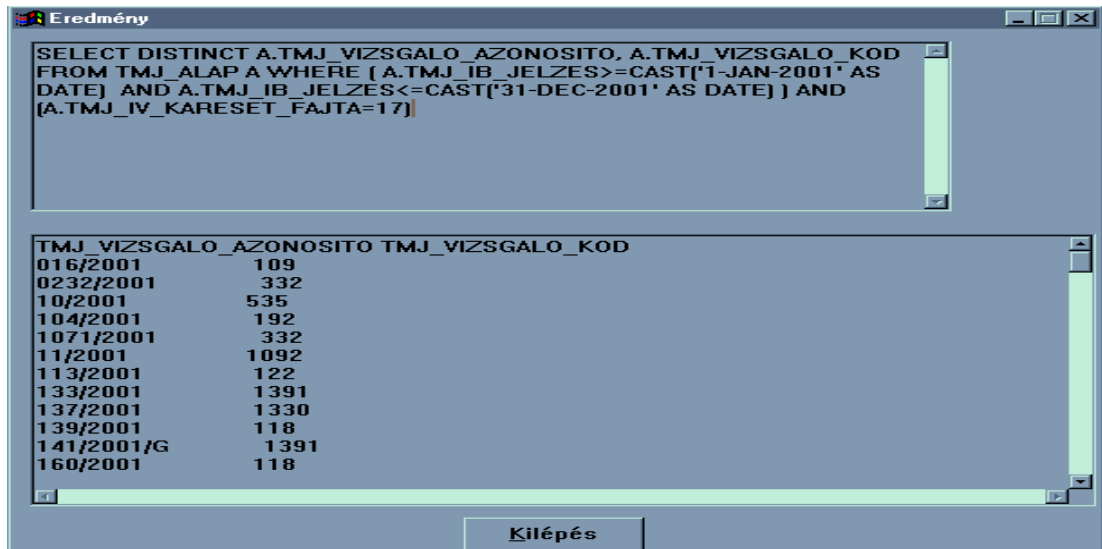 Eredmény
SELECT DISTINCT A.TMJ_VIZSGALO_AZONOSITO, A.TMJ_VIZSGALO_KOD
FROM TMJ_ALAP A WHERE ( A.TMJ_IB_JELZES>=CAST('1-JAN-2001' AS
DATE)  AND A.TMJ_IB_JELZES<=CAST('31-DEC-2001' AS DATE) ) AND
(A.TMJ_IV_KARESET_FAJTA=17)
TMJ_VIZSGALO_AZONOSITO TMJ_VIZSGALO_KOD
016/2001 109
0232/2001 332
10/2001 535
104/2001 192
1071/2001 332
11/2001 1092
113/2001 122
133/2001 1391
137/2001 1330
139/2001 118
141/2001/G 1391
160/2001 118
Kilépés